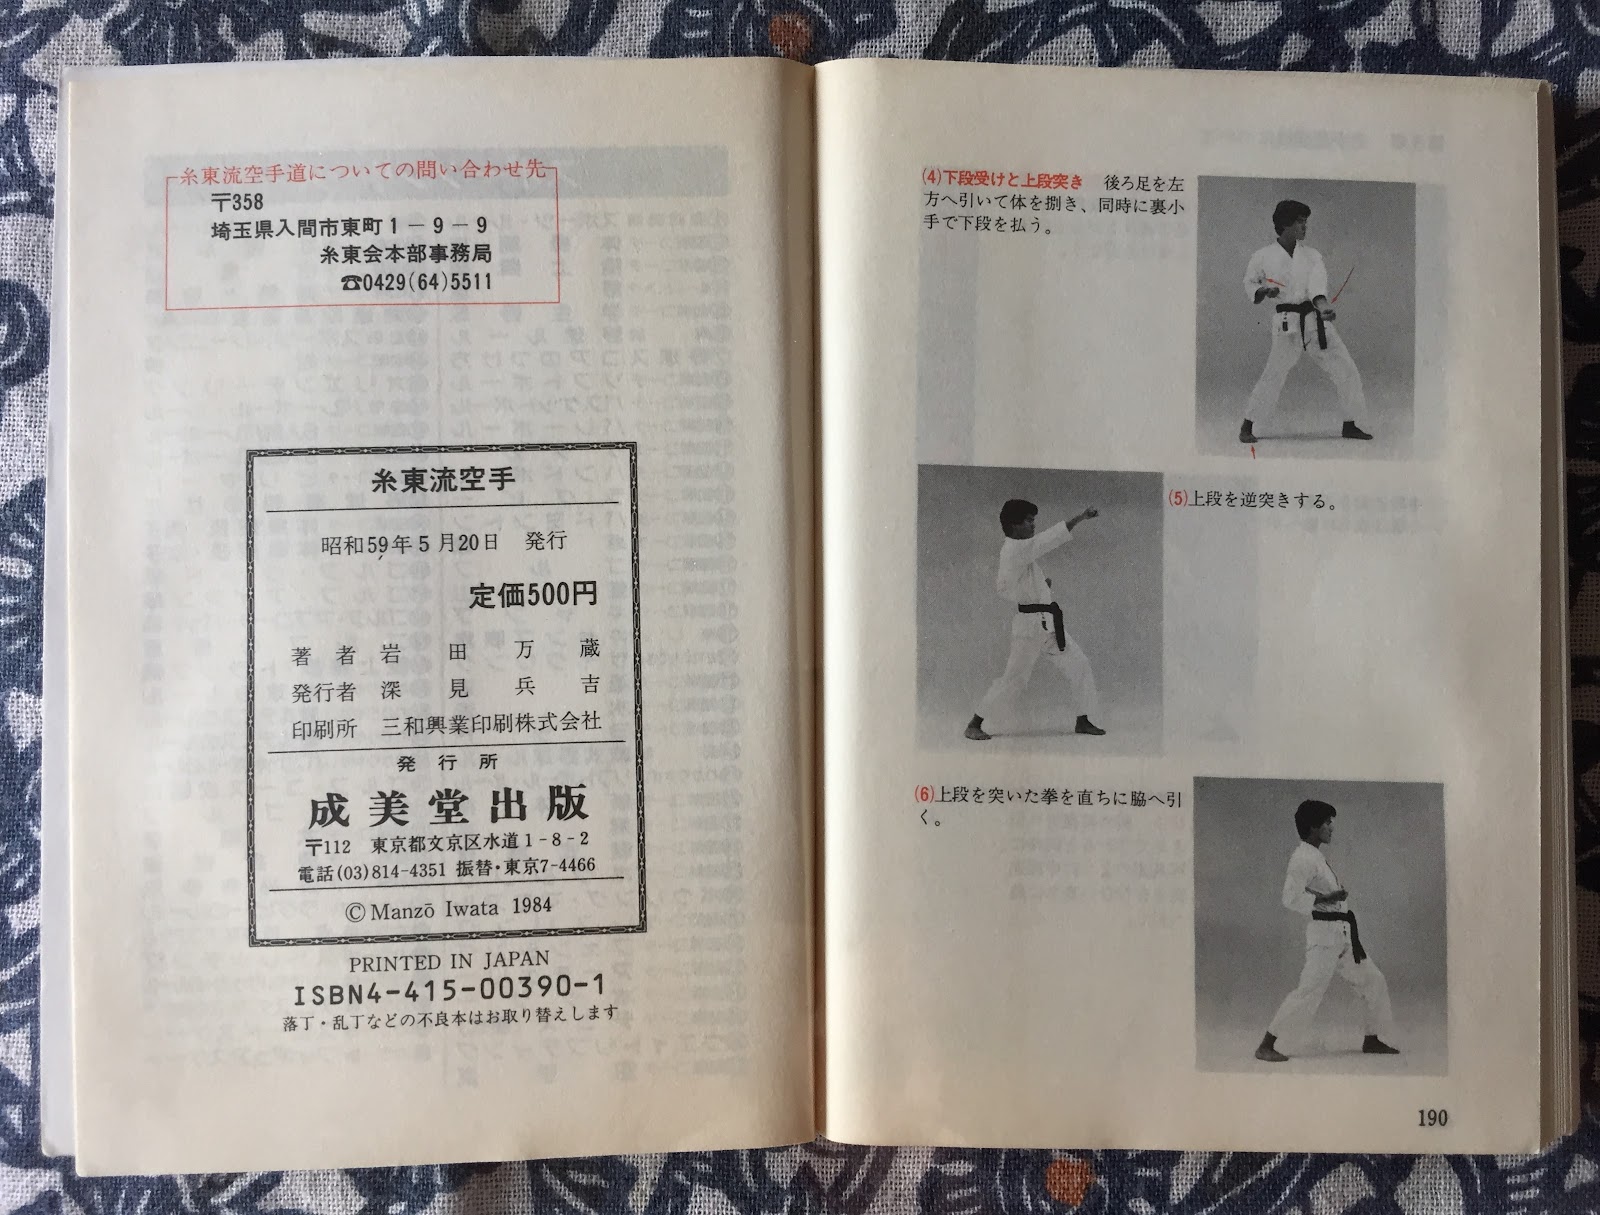 糸東流空手道についての問い合わせ先
〒358
埼玉県入間市東町1-9-9
糸東会本部事務局
☎0429(64)5511
糸東流空手
昭和59年5月20日 発行
定価500円
著者 岩田万蔵
発行者 深見兵吉
印刷所 三和興業印刷株式会社
発行所
成美堂出版
〒112 東京都文京区水道1-8-2
電話(03)814-4351 振替・東京7-4466
©Manzō Iwata 1984
PRINTED IN JAPAN
ISBN4-415-00390-1
落丁・乱丁などの不良本はお取り替えします
(4)下段受けと上段突き 後ろ足を左
方へ引いて体を捌き、同時に裏小
手で下段を払う。
(5)上段を逆突きする。
(6)上段を突いた拳を直ちに脇へ引
く。
190